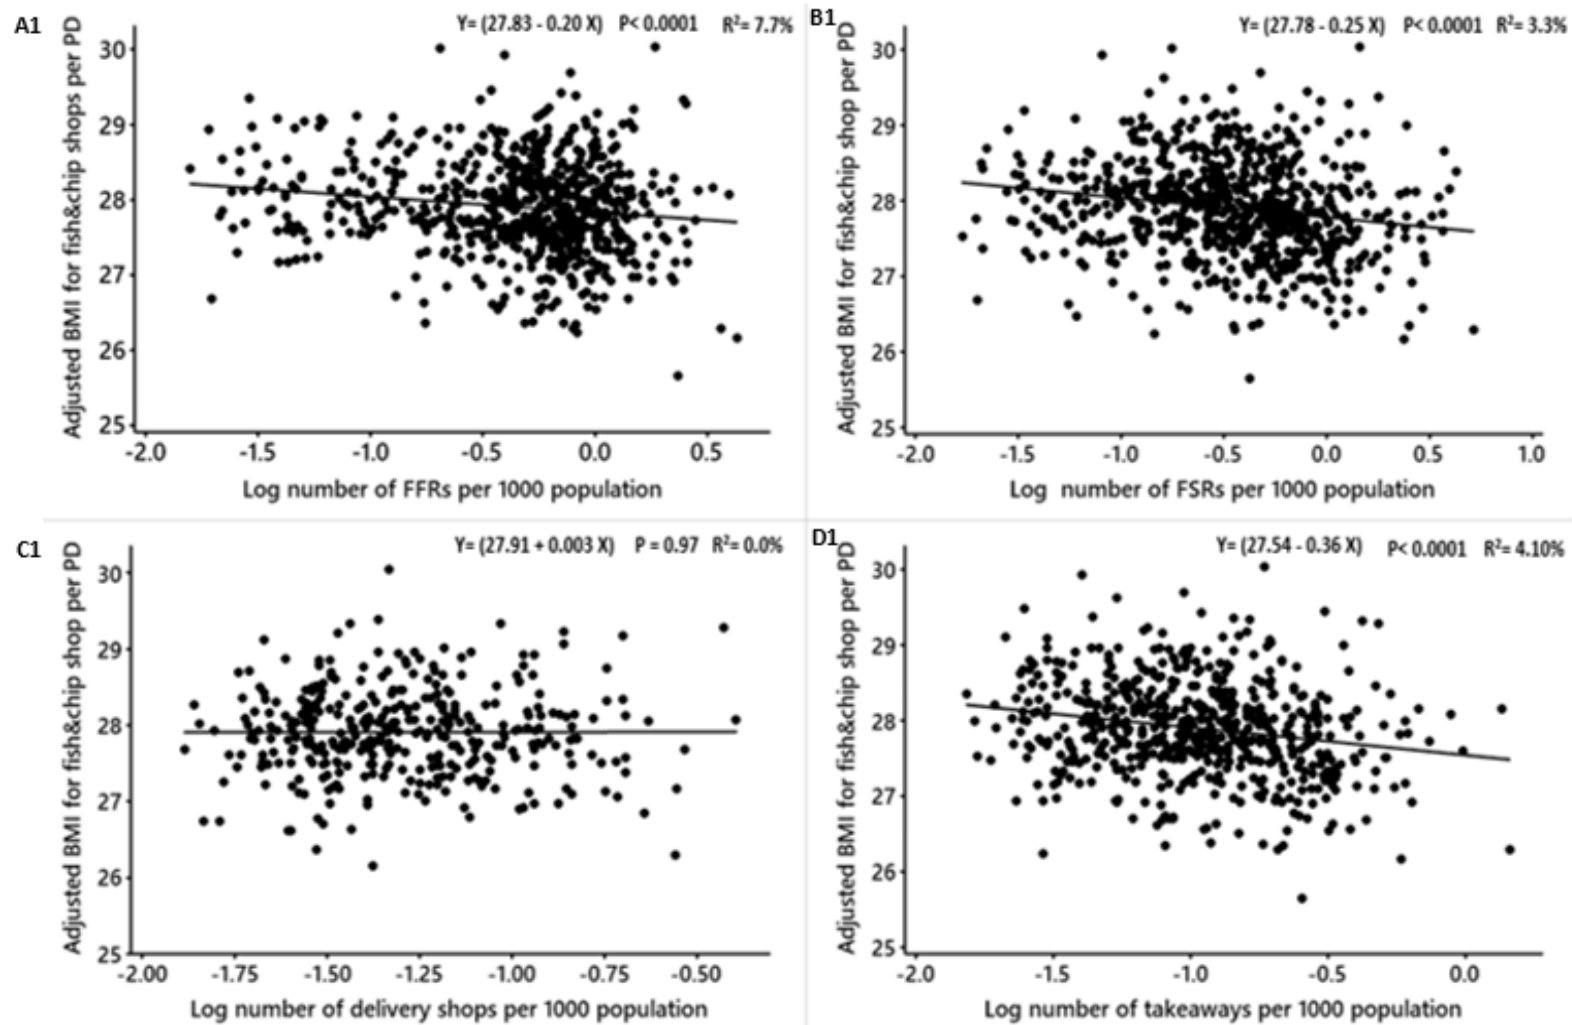 A1
Y= (27.83 - 0.20 X) P< 0.0001 R²= 7.7%
Adjusted BMI for fish&chip shops per PD
30
29
28
27
26
25
-2.0 -1.5 -1.0 -0.5 0.0 0.5
Log number of FFRs per 1000 population
B1
Y= (27.78 - 0.25 X) P< 0.0001 R²= 3.3%
Adjusted BMI for fish&chip shop per PD
30
29
28
27
26
25
-2.0 -1.5 -1.0 -0.5 0.0 0.5 1.0
Log number of FSRs per 1000 population
C1
Y= (27.91 + 0.003 X) P = 0.97 R²= 0.0%
Adjusted BMI for fish&chip shop per PD
30
29
28
27
26
25
-2.00 -1.75 -1.50 -1.25 -1.00 -0.75 -0.50
Log number of delivery shops per 1000 population
D1
Y= (27.54 - 0.36 X) P< 0.0001 R²= 4.10%
Adjusted BMI for fish&chip shop per PD
30
29
28
27
26
25
-2.0 -1.5 -1.0 -0.5 0.0
Log number of takeaways per 1000 population